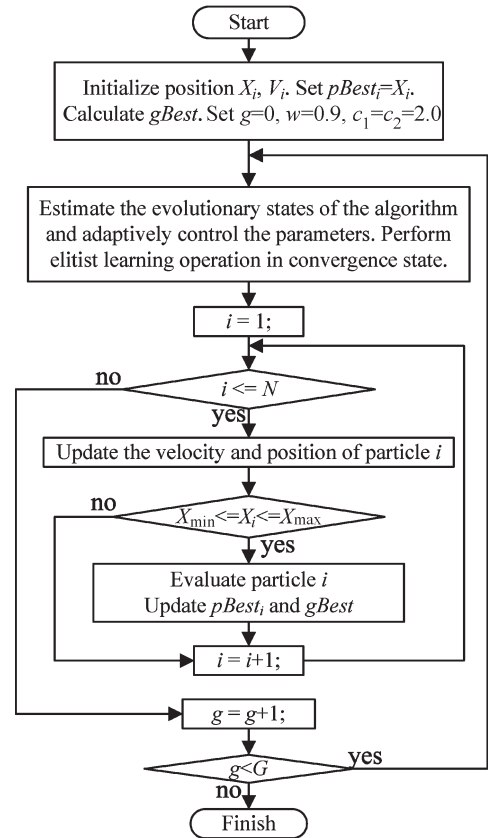 Start
Initialize position Xi, Vi. Set pBesti=Xi.
Calculate gBest. Set g=0, w=0.9, c1=c2=2.0
Estimate the evolutionary states of the algorithm
and adaptively control the parameters. Perform
elitist learning operation in convergence state.
i = 1;
no
i <= N
yes
Update the velocity and position of particle i
no
Xmin<=Xi<=Xmax
yes
Evaluate particle i
Update pBesti and gBest
i = i+1;
g = g+1;
g<G
yes
no
Finish